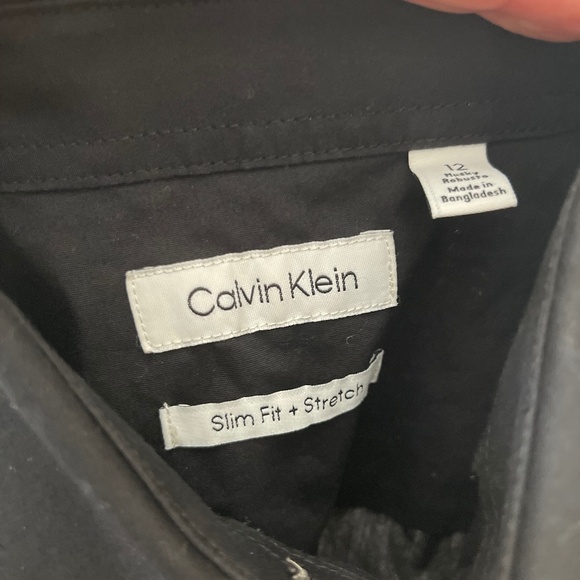 12
Husky
Robusto
Made in
Bangladesh
Calvin Klein
Slim Fit + Stretch